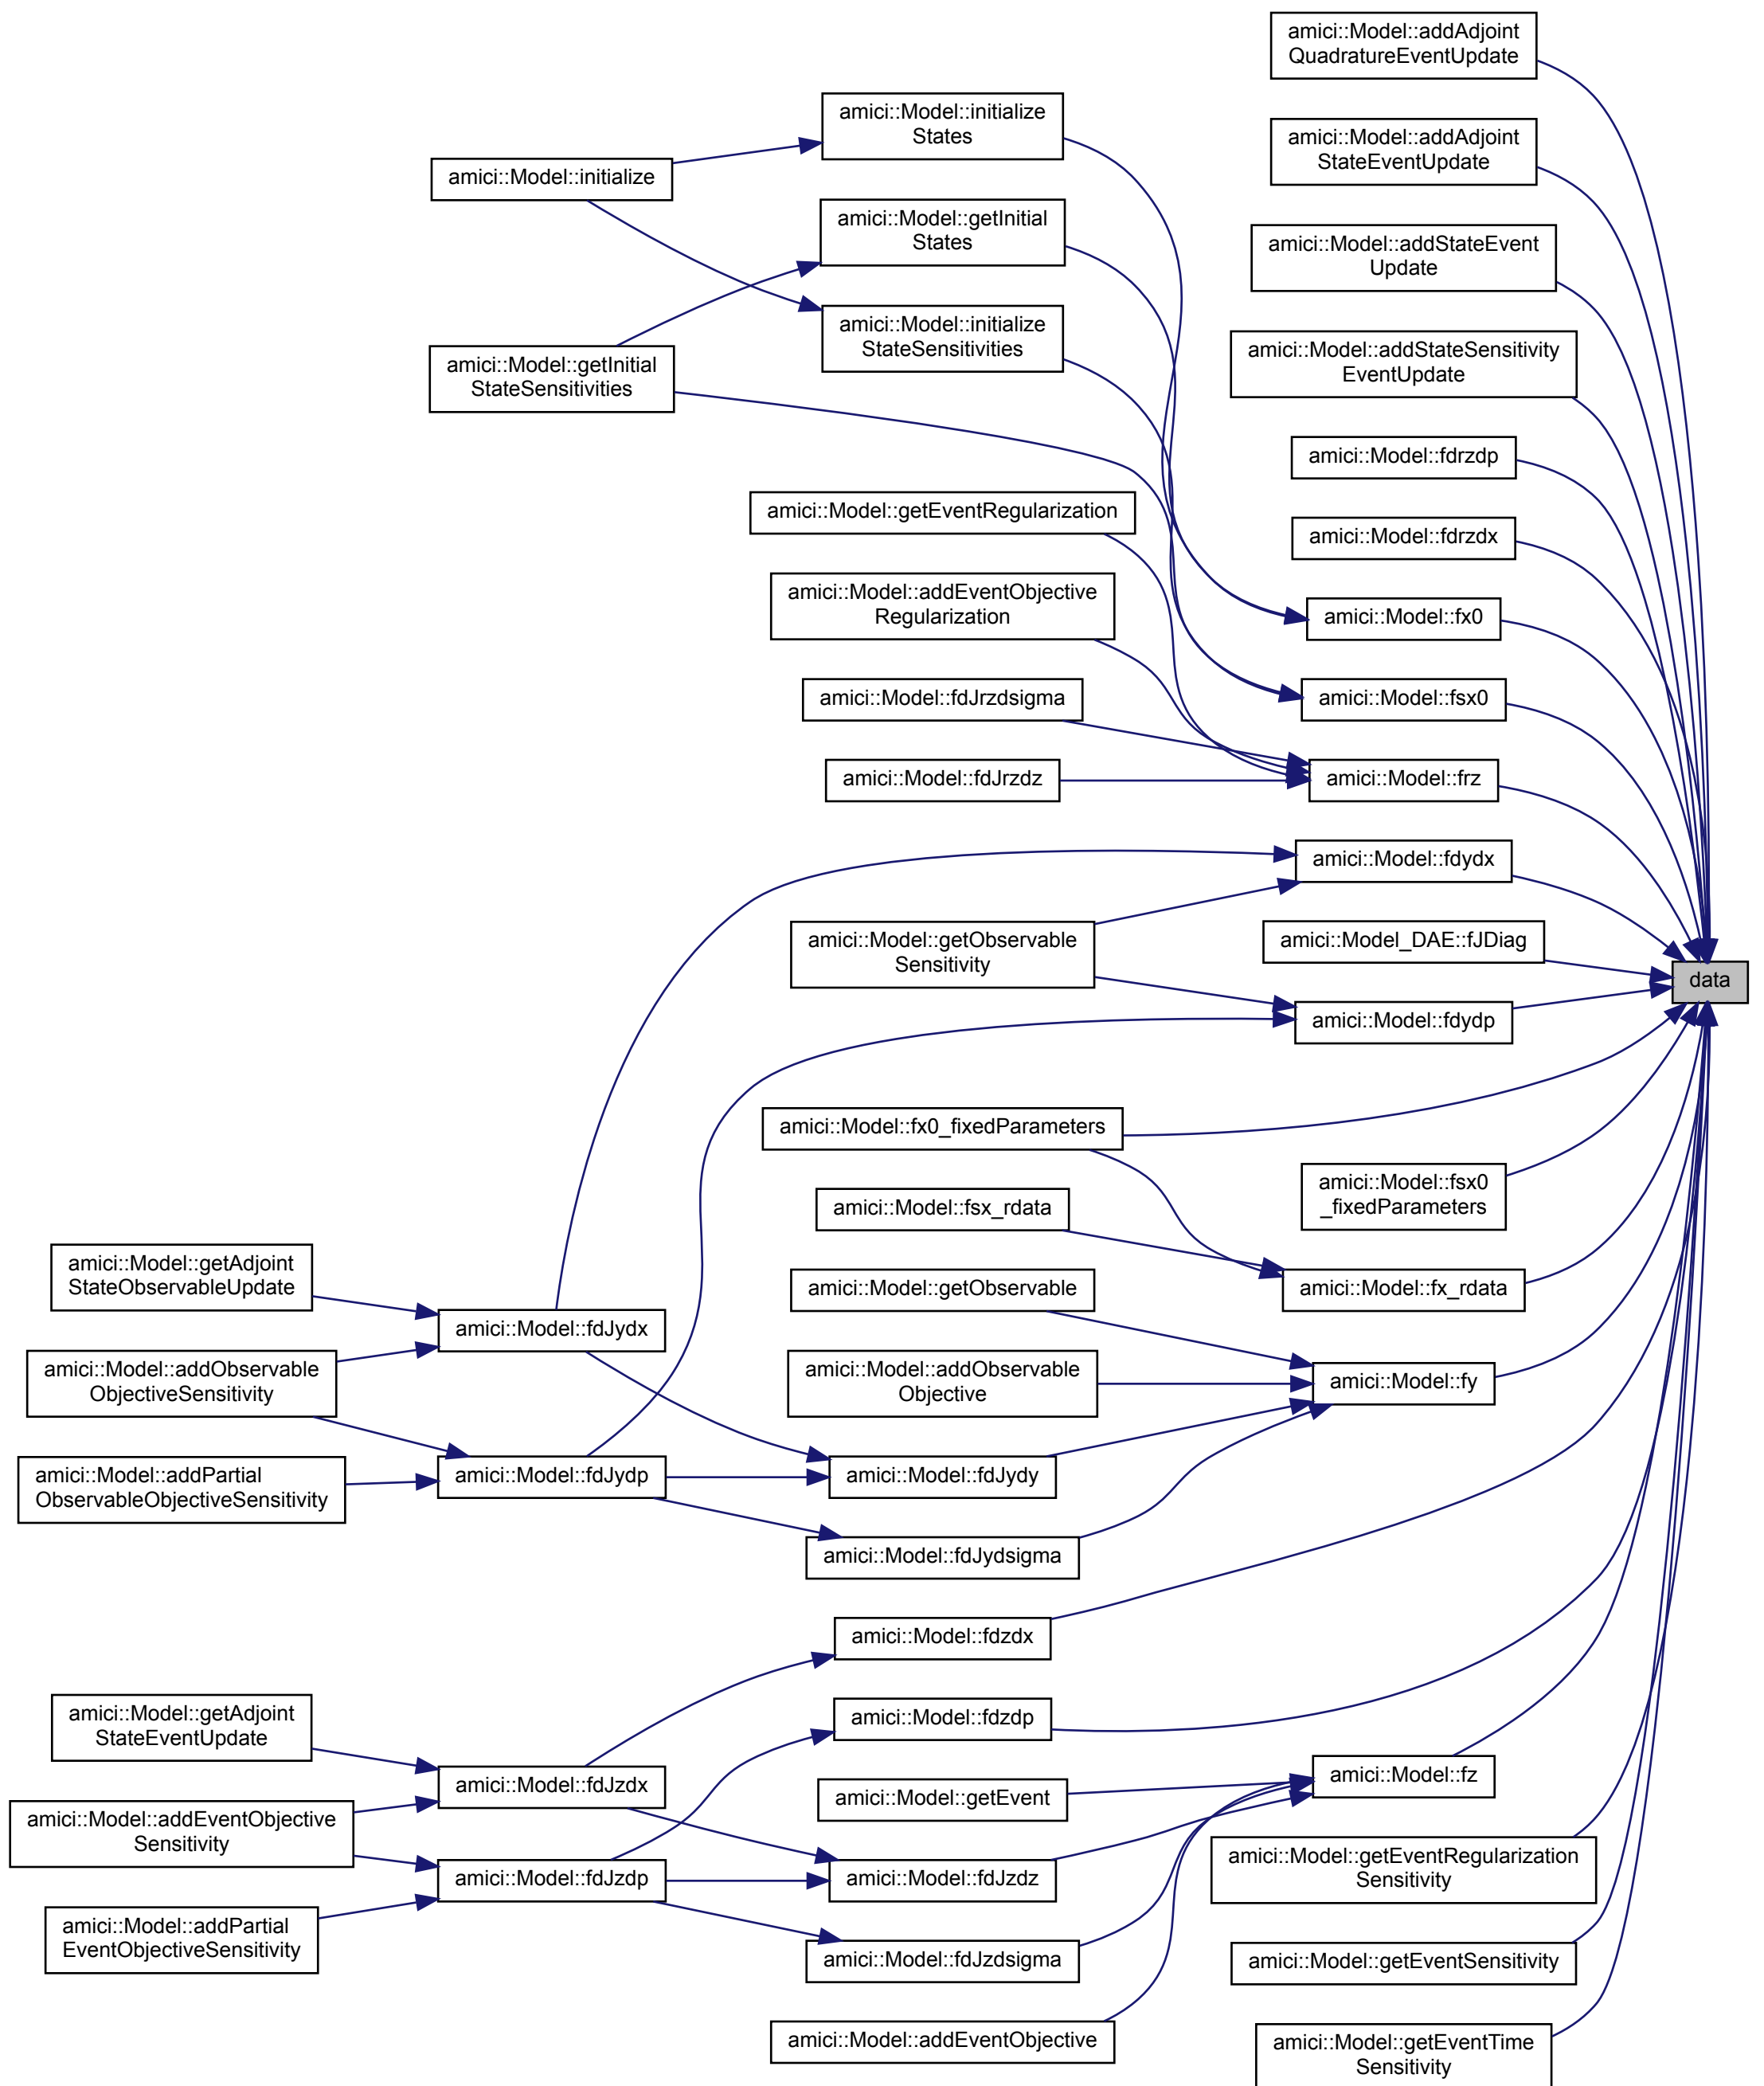 amici::Model::addAdjoint
QuadratureEventUpdate
amici::Model::initialize
States
amici::Model::addAdjoint
StateEventUpdate
amici::Model::initialize
amici::Model::getInitial
States
amici::Model::addStateEvent
Update
amici::Model::initialize
StateSensitivities
amici::Model::addStateSensitivity
EventUpdate
amici::Model::getInitial
StateSensitivities
amici::Model::fdrzdp
amici::Model::getEventRegularization
amici::Model::fdrzdx
amici::Model::addEventObjective
Regularization
amici::Model::fx0
amici::Model::fdJrzdsigma
amici::Model::fsx0
amici::Model::fdJrzdz
amici::Model::frz
amici::Model::fdydx
amici::Model::getObservable
Sensitivity
amici::Model_DAE::fJDiag
data
amici::Model::fdydp
amici::Model::fx0_fixedParameters
amici::Model::fsx0
_fixedParameters
amici::Model::fsx_rdata
amici::Model::getAdjoint
StateObservableUpdate
amici::Model::getObservable
amici::Model::fx_rdata
amici::Model::fdJydx
amici::Model::addObservable
ObjectiveSensitivity
amici::Model::addObservable
Objective
amici::Model::fy
amici::Model::addPartial
ObservableObjectiveSensitivity
amici::Model::fdJydp
amici::Model::fdJydy
amici::Model::fdJydsigma
amici::Model::fdzdx
amici::Model::getAdjoint
StateEventUpdate
amici::Model::fdzdp
amici::Model::fdJzdx
amici::Model::getEvent
amici::Model::fz
amici::Model::addEventObjective
Sensitivity
amici::Model::fdJzdp
amici::Model::fdJzdz
amici::Model::getEventRegularization
Sensitivity
amici::Model::addPartial
EventObjectiveSensitivity
amici::Model::fdJzdsigma
amici::Model::getEventSensitivity
amici::Model::addEventObjective
amici::Model::getEventTime
Sensitivity